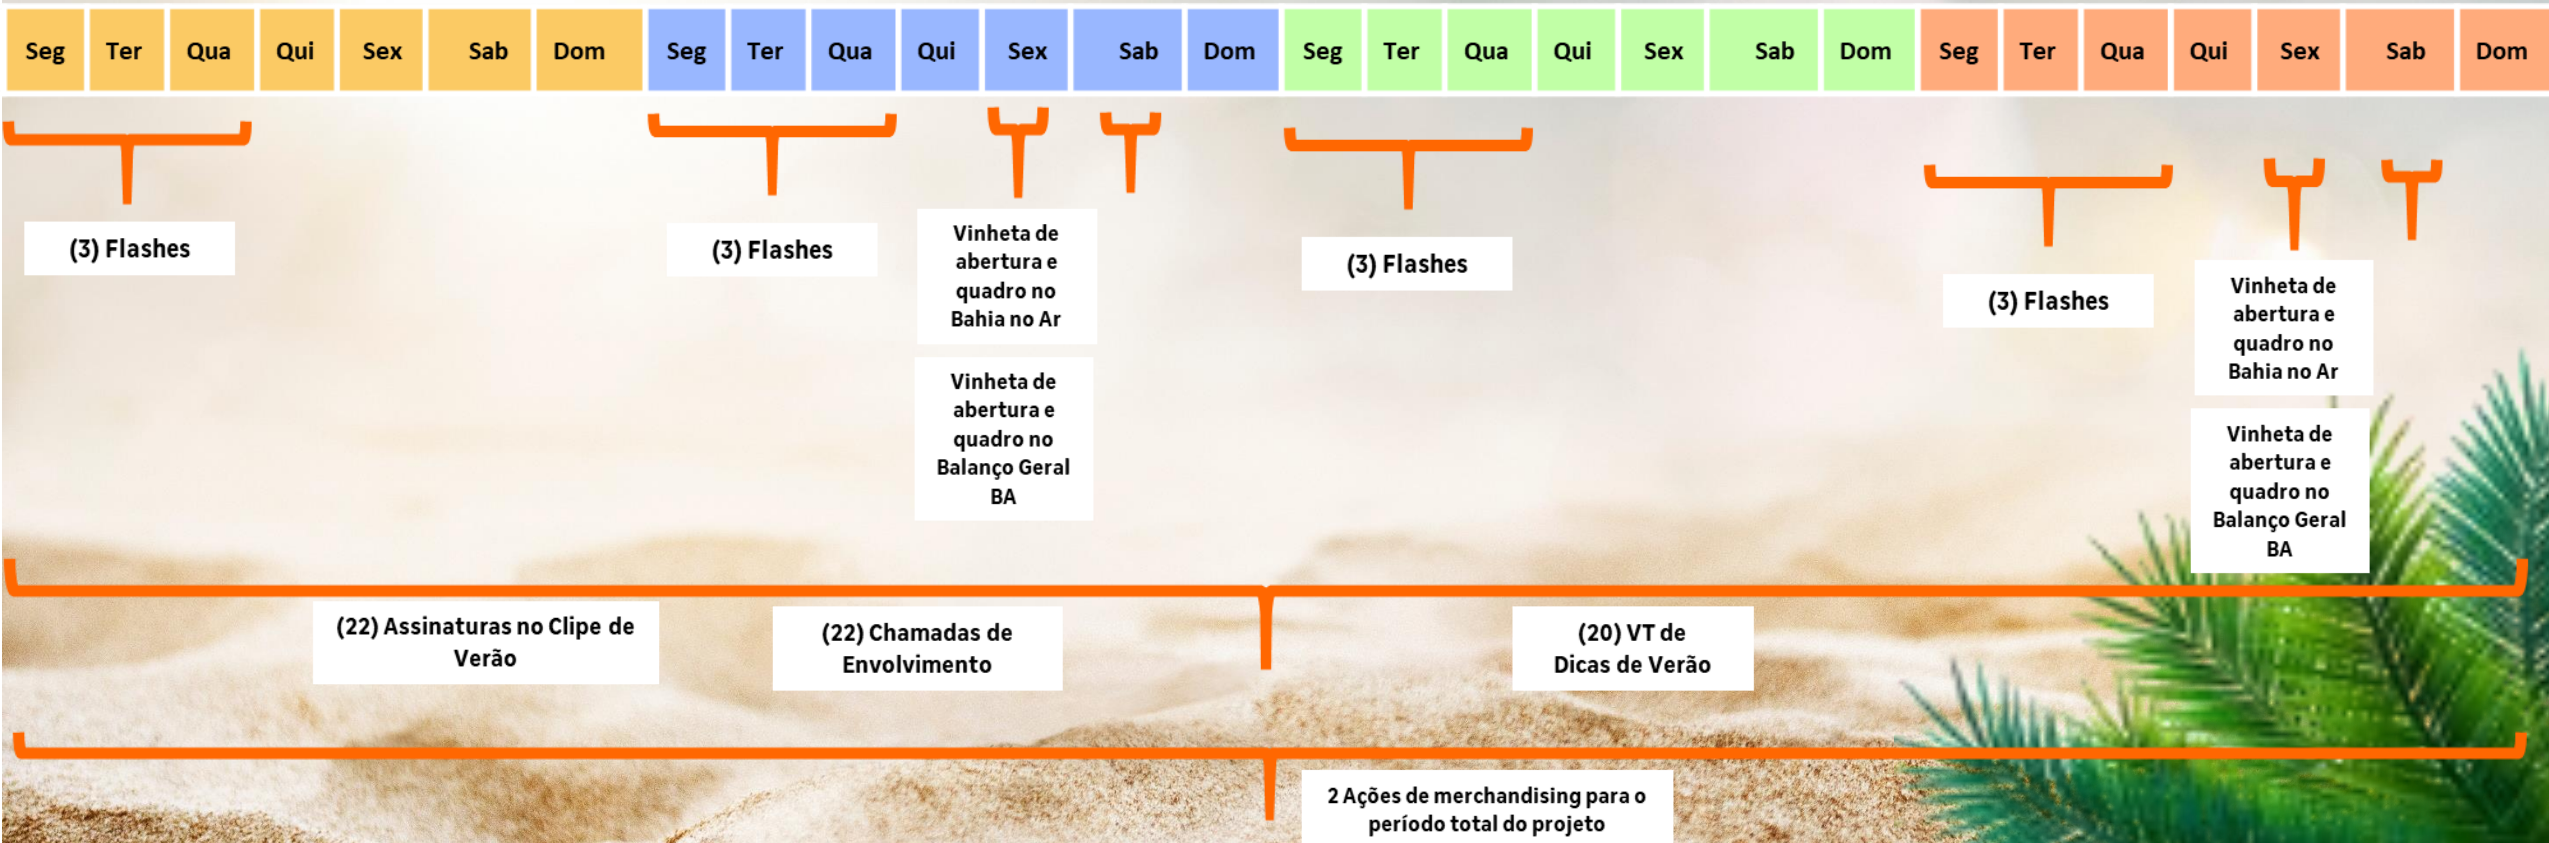 Seg Ter Qua Qui Sex Sab Dom Seg Ter Qua Qui Sex Sab Dom Seg Ter Qua Qui Sex Sab Dom Seg Ter Qua Qui Sex Sab Dom
(3) Flashes
(3) Flashes
Vinheta de
abertura e
quadro no
Bahia no Ar
Vinheta de
abertura e
quadro no
Balanço Geral
BA
(3) Flashes
(3) Flashes
Vinheta de
abertura e
quadro no
Bahia no Ar
Vinheta de
abertura e
quadro no
Balanço Geral
BA
(22) Assinaturas no Clipe de
Verão
(22) Chamadas de
Envolvimento
(20) VT de
Dicas de Verão
2 Ações de merchandising para o
período total do projeto